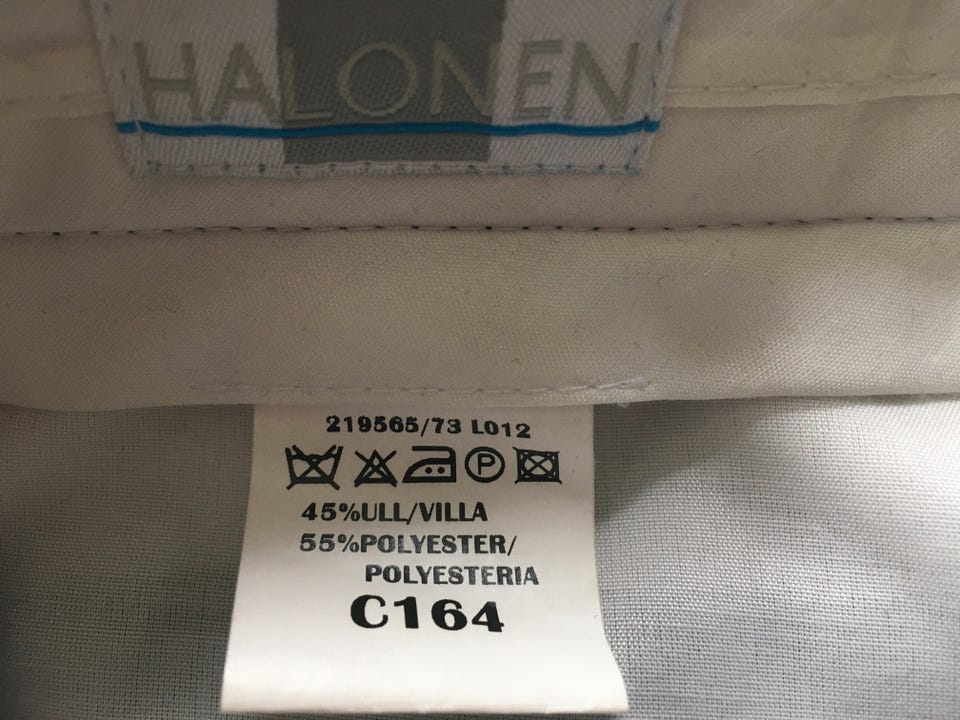 HALONEN
219565/73 L012
P
45%ULL/VILLA
55%POLYESTER/
POLYESTERIA
C164